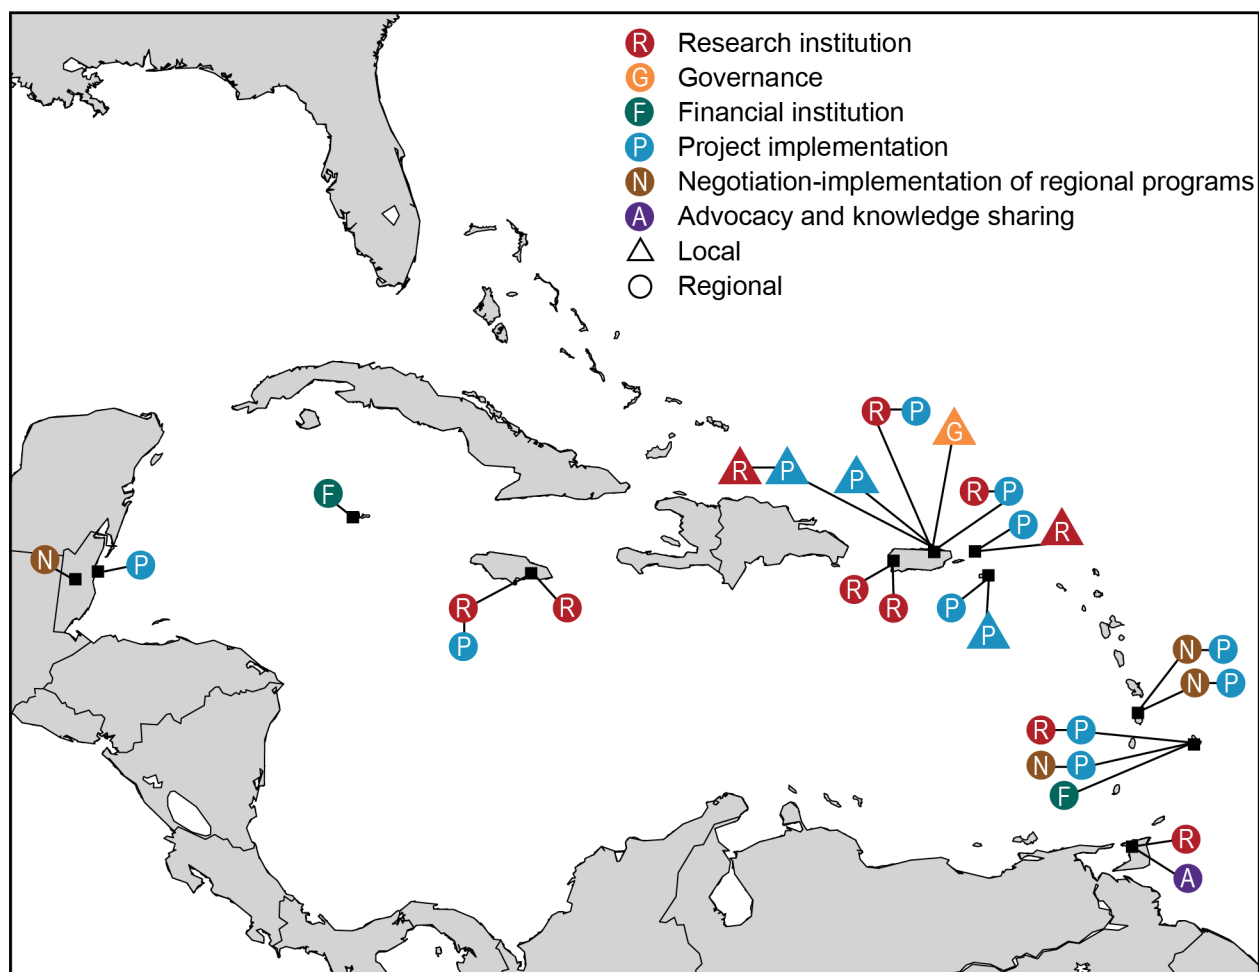 R Research institution
G Governance
F Financial institution
P Project implementation
N Negotiation-implementation of regional programs
A Advocacy and knowledge sharing
Local
Regional
R P
G
R P
P
F
R P
P
R
N
P
R
R
R
R
P
P
P
N P
N P
R P
N P
F
R
A